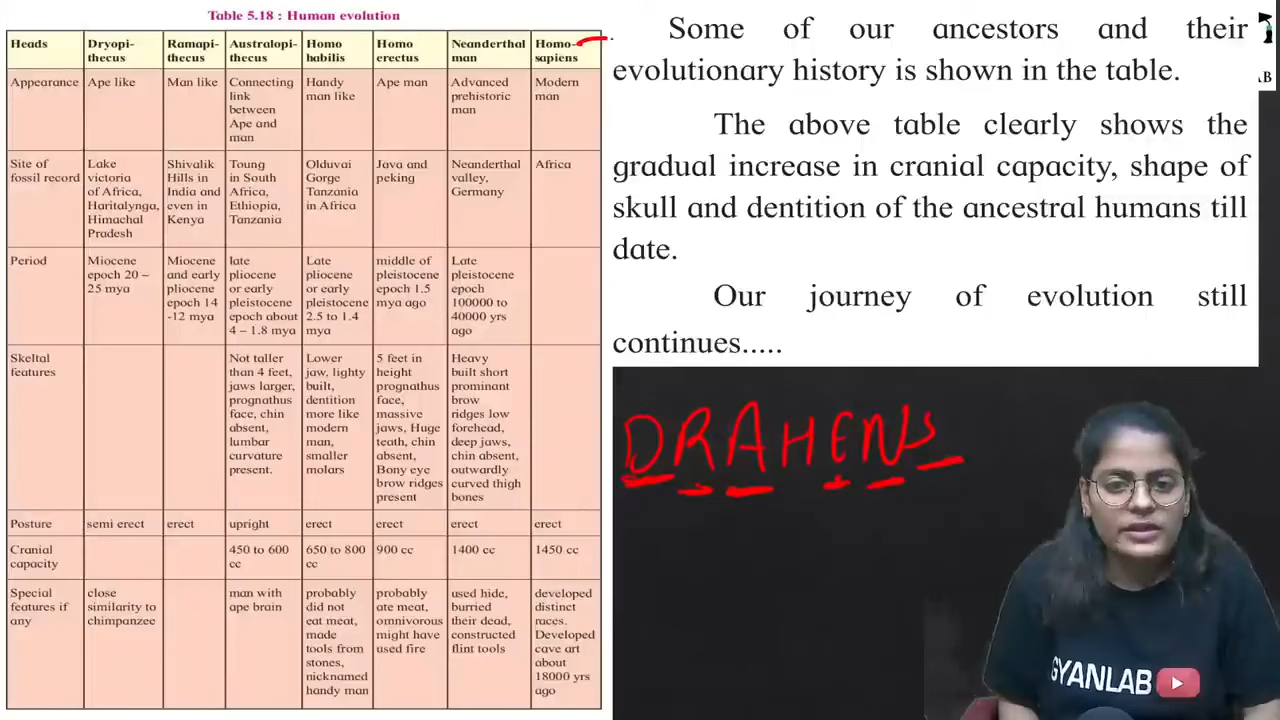 Table 5.18 : Human evolution
Heads
Dryopi-
thecus
Ramapi-
thecus
Australopi-
thecus
Homo
habilis
Homo
erectus
Neanderthal
man
Homo-
sapiens
Appearance
Ape like
Man like
Connecting
link
between
Ape and
man
Handy
man like
Ape man
Advanced
prehistoric
man
Modern
man
Site of
fossil record
Lake
victoria
of Africa,
Haritalynga,
Himachal
Pradesh
Shivalik
Hills in
India and
even in
Kenya
Toung
in South
Africa,
Ethiopia,
Tanzania
Olduvai
Gorge
Tanzania
in Africa
Java and
peking
Neanderthal
valley,
Germany
Africa
Period
Miocene
epoch 20 –
25 mya
Miocene
and early
pliocene
epoch 14
-12 mya
late
pliocene
or early
pleistocene
epoch about
4 – 1.8 mya
Late
pliocene
or early
pleistocene
2.5 to 1.4
mya
middle of
pleistocene
epoch 1.5
mya ago
Late
pleistocene
epoch
100000 to
40000 yrs
ago
Skeltal
features
Not taller
than 4 feet,
jaws larger,
prognathus
face, chin
absent,
lumbar
curvature
present.
Lower
jaw, lighty
built,
dentition
more like
modern
man,
smaller
molars
5 feet in
height
prognathus
face,
massive
jaws, Huge
teath, chin
absent,
Bony eye
brow ridges
present
Heavy
built short
prominant
brow
ridges low
forehead,
deep jaws,
chin absent,
outwardly
curved thigh
bones
Posture
semi erect
erect
upright
erect
erect
erect
erect
Cranial
capacity
450 to 600
cc
650 to 800
cc
900 cc
1400 cc
1450 cc
Special
features if
any
close
similarity to
chimpanzee
man with
ape brain
probably
did not
eat meat,
made
tools from
stones,
nicknamed
handy man
probably
ate meat,
omnivorous
might have
used fire
used hide,
burried
their dead,
constructed
flint tools
developed
distinct
races.
Developed
cave art
about
18000 yrs
ago
Some of our ancestors and their
evolutionary history is shown in the table.
The above table clearly shows the
gradual increase in cranial capacity, shape of
skull and dentition of the ancestral humans till
date.
Our journey of evolution still
continues.....
AB
DRAHENS
GYANLAB